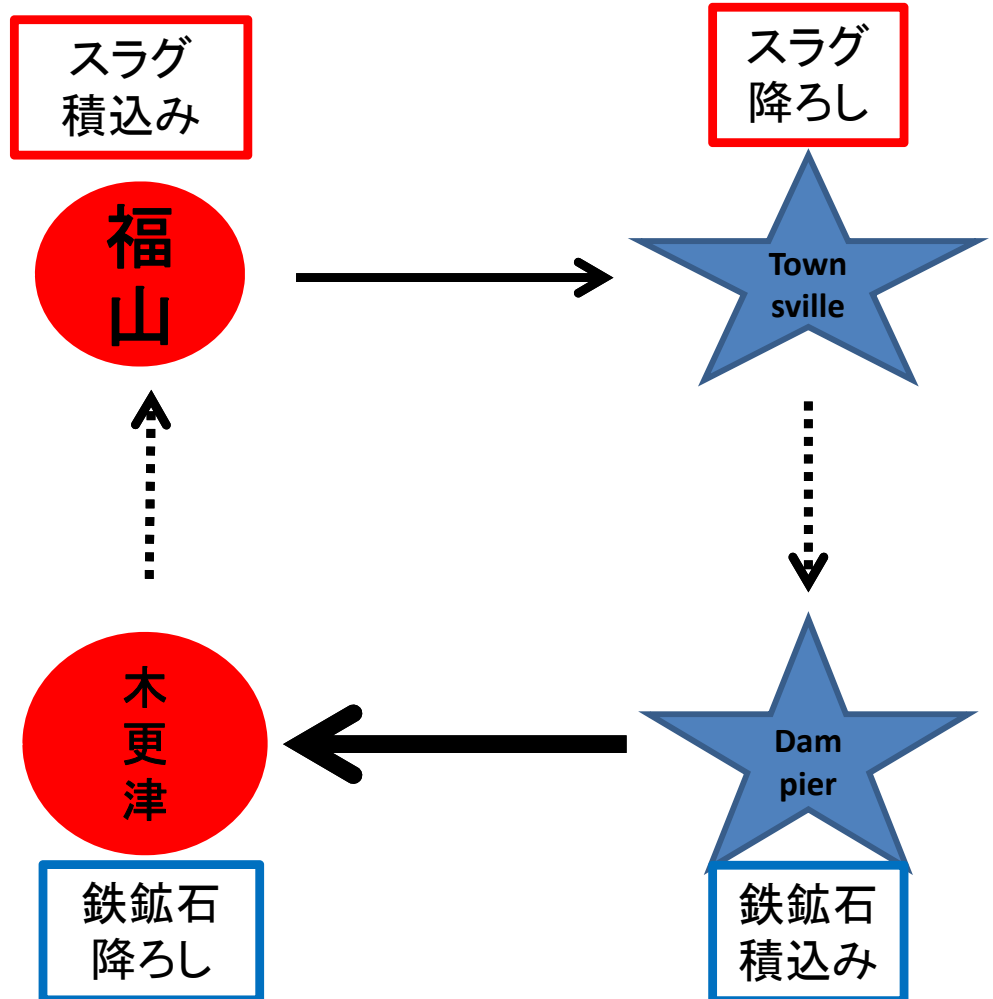 スラグ
積込み
スラグ
降ろし
福
山
Town
sville
木
更
津
Dam
pier
鉄鉱石
降ろし
鉄鉱石
積込み